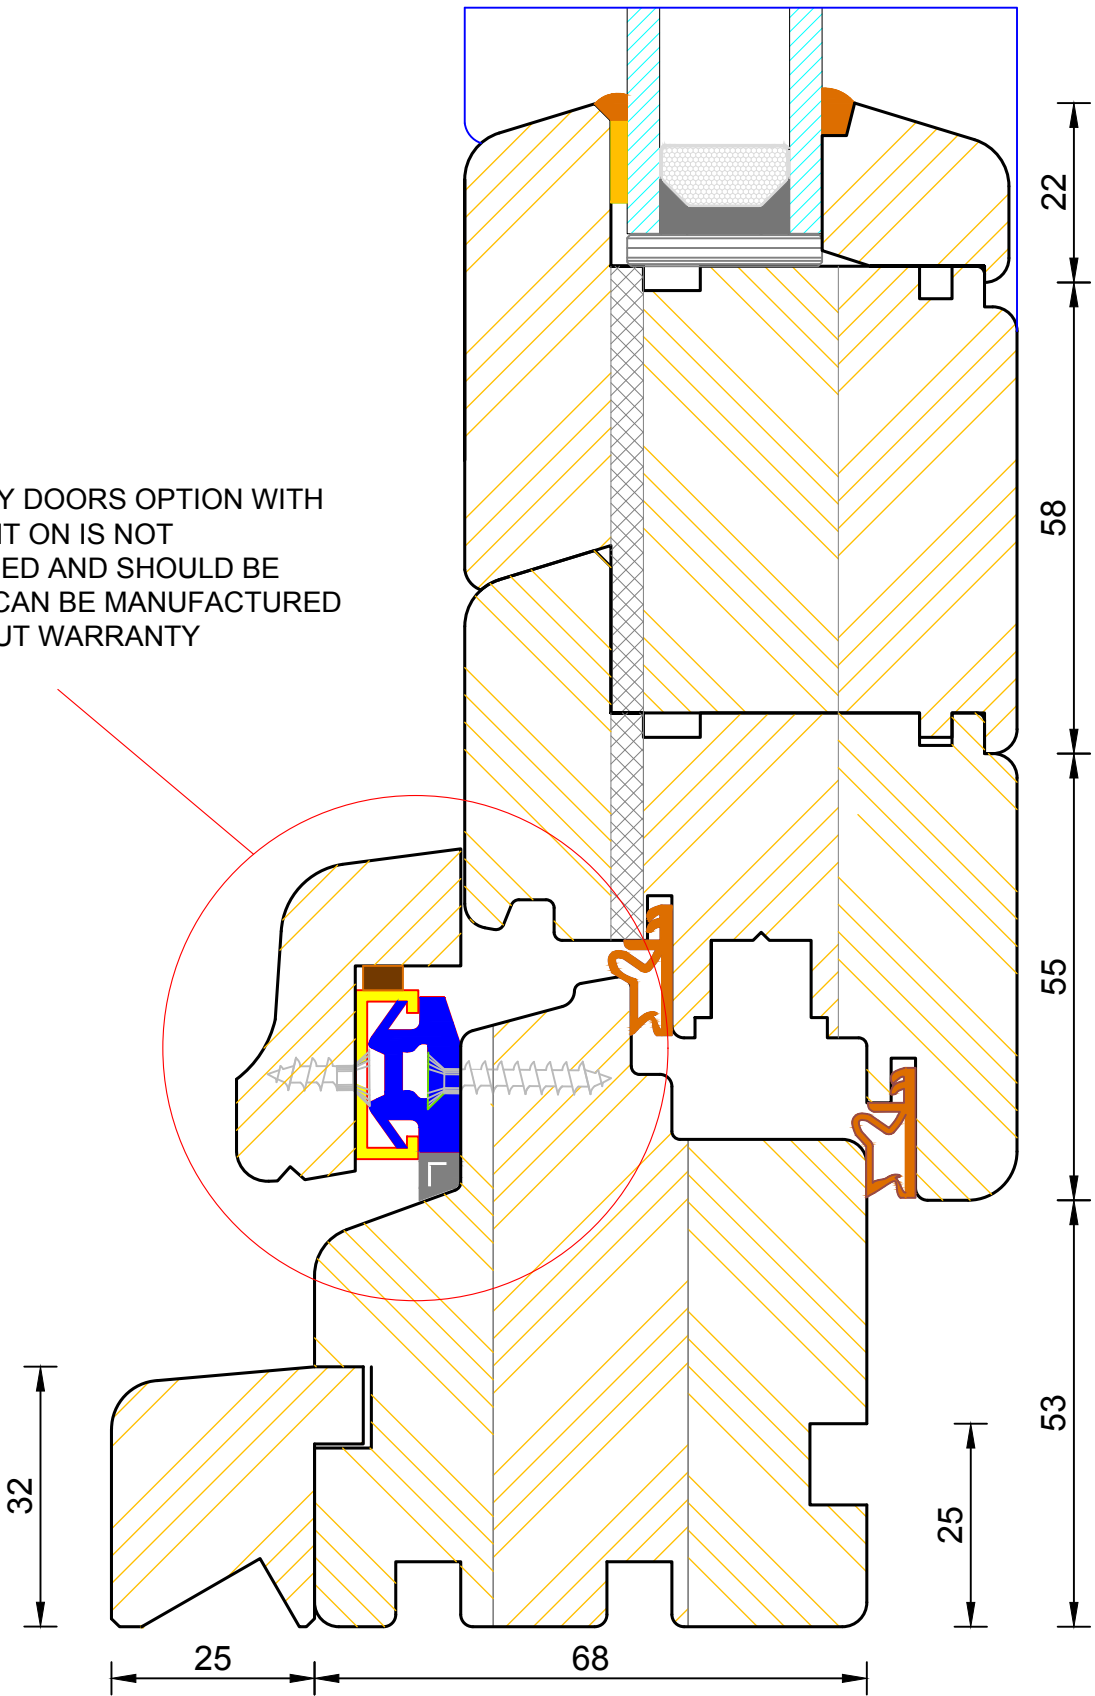 Y DOORS OPTION WITH
IT ON IS NOT
ED AND SHOULD BE
CAN BE MANUFACTURED
UT WARRANTY
22
58
55
53
32
25
25
68